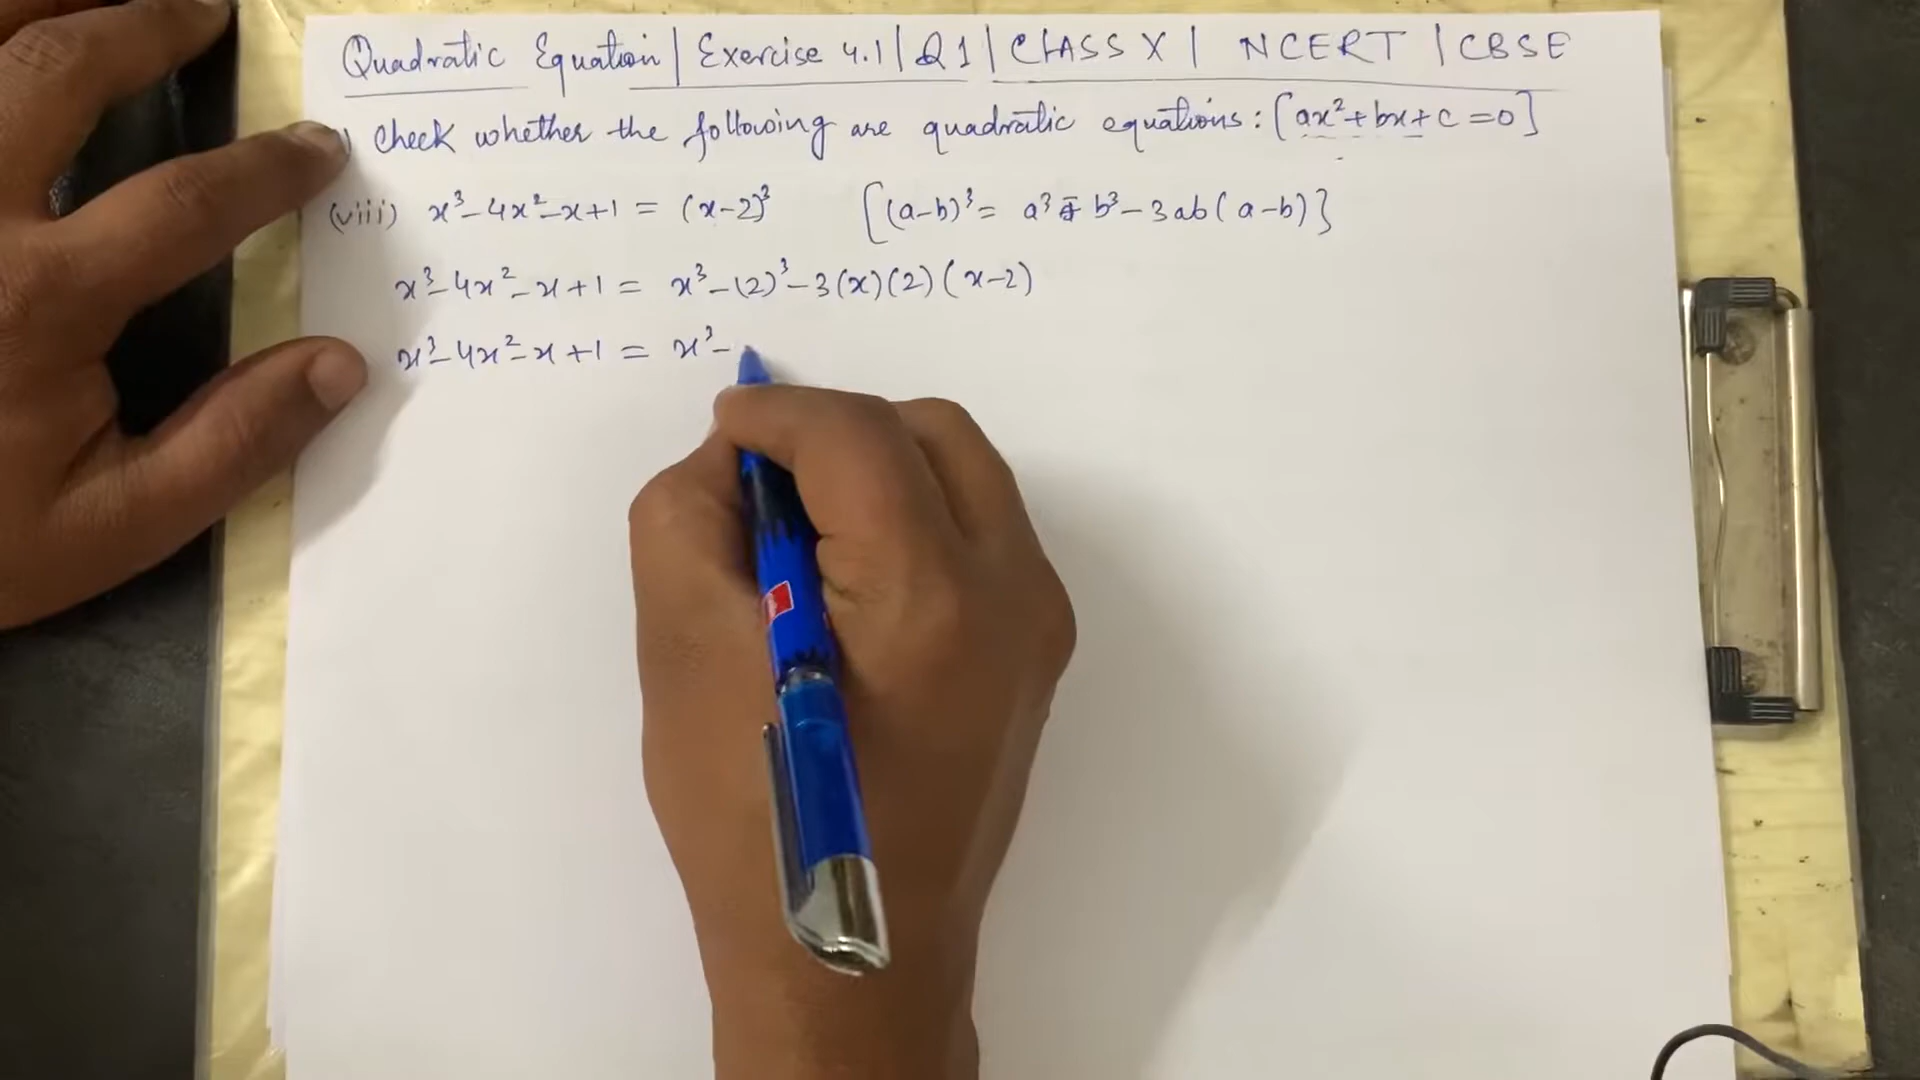 Quadratic Equation | Exercise 4.1 | Q1 | CLASS X | NCERT | CBSE
) Check whether the following are quadratic equations: [ax²+bx+c=0]
(viii) x³-4x²-x+1 = (x-2)³ [(a-b)³ = a³ - b³ - 3ab(a-b)}
x³-4x²-x+1 = x³-(2)³-3(x)(2)(x-2)
x³-4x²-x+1 = x³-